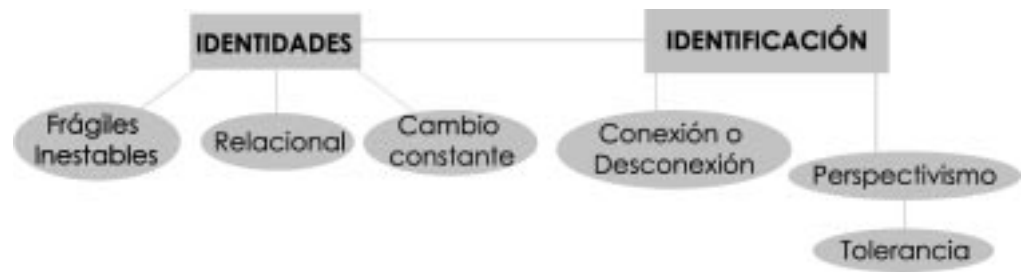 IDENTIDADES
IDENTIFICACIÓN
Frágiles
Inestables
Relacional
Cambio
constante
Conexión o
Desconexión
Perspectivismo
Tolerancia